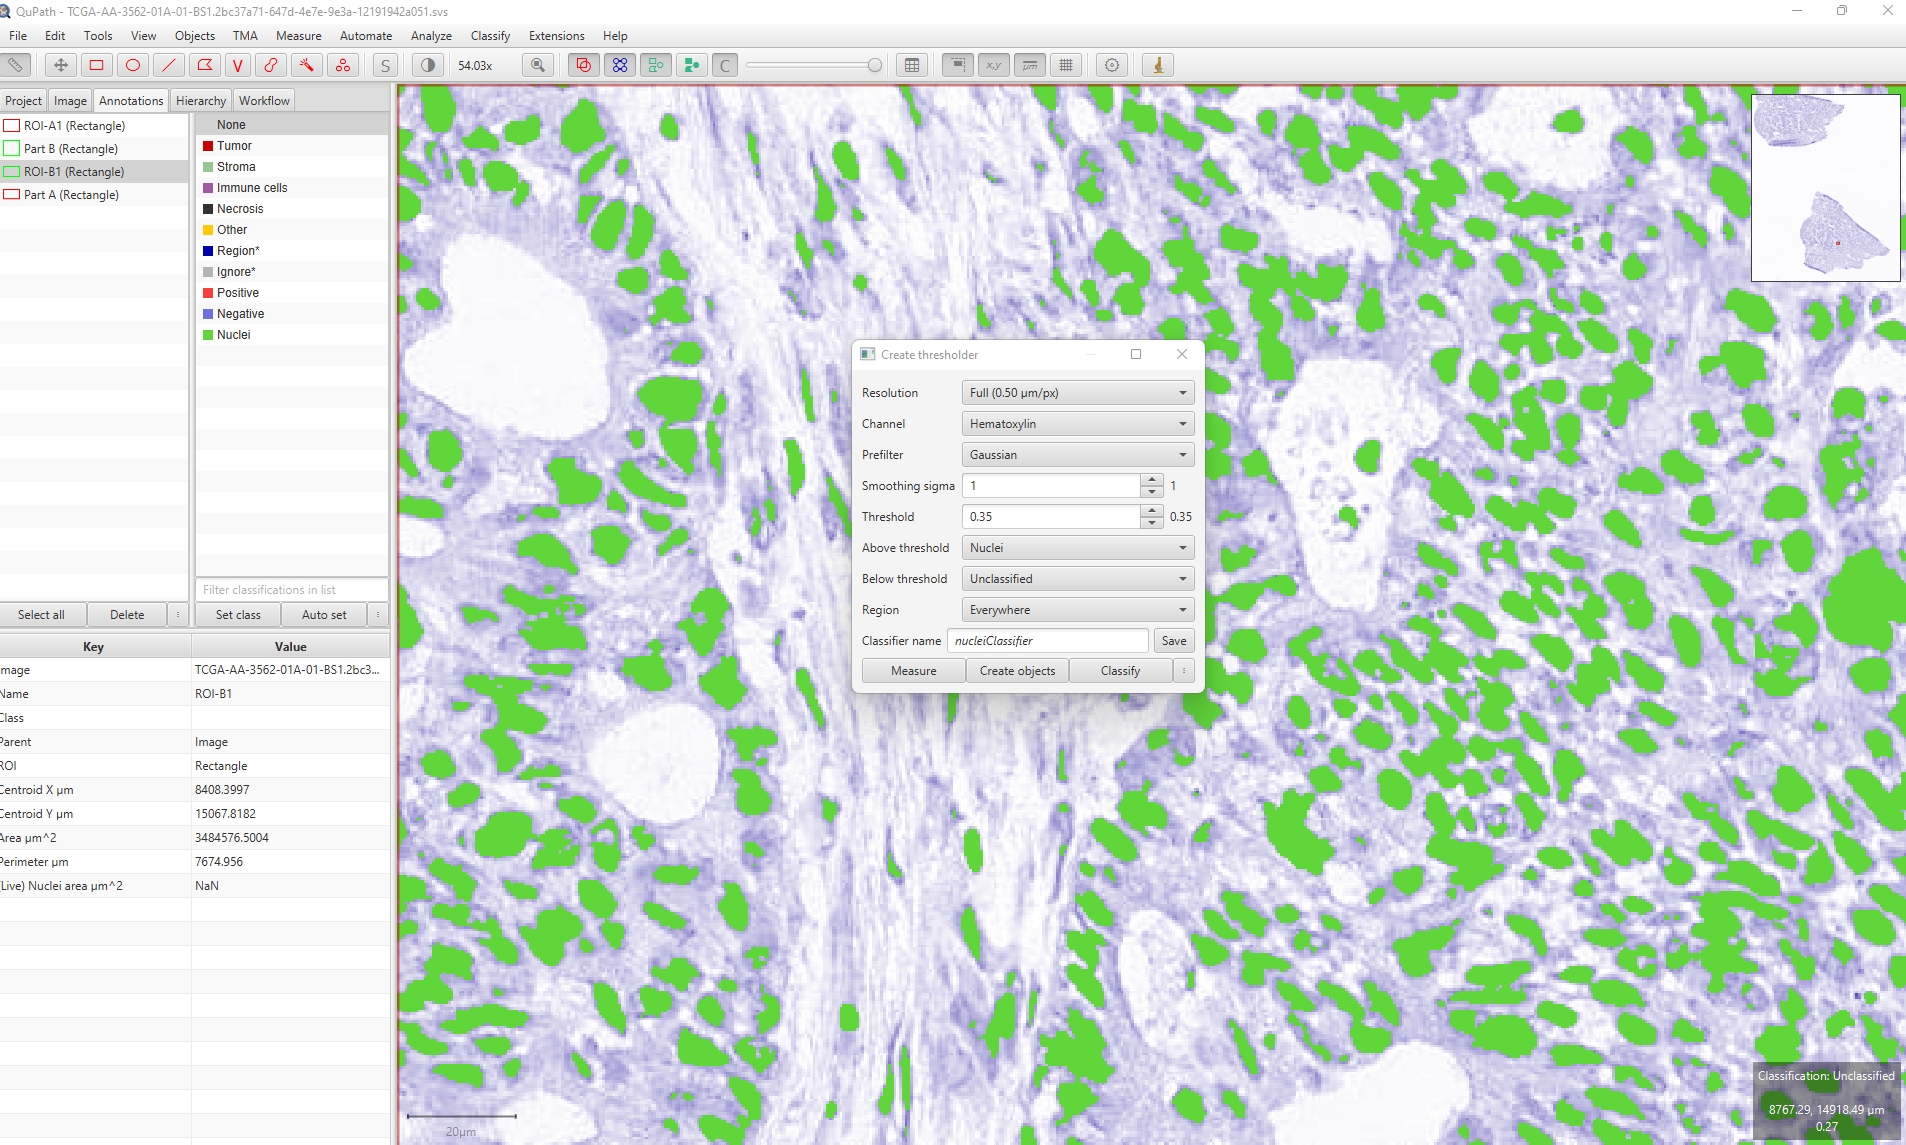 QuPath - TCGA-AA-3562-01A-01-BS1.2bc37a71-647d-4e7e-9e3a-12191942a051.svs
File Edit Tools View Objects TMA Measure Automate Analyze Classify Extensions Help
V S 54.03x C x,y µm
Project Image Annotations Hierarchy Workflow
ROI-A1 (Rectangle)
Part B (Rectangle)
ROI-B1 (Rectangle)
Part A (Rectangle)
None
Tumor
Stroma
Immune cells
Necrosis
Other
Region*
Ignore*
Positive
Negative
Nuclei
Filter classifications in list
Select all Delete Set class Auto set
Key Value
mage TCGA-AA-3562-01A-01-BS1.2bc3...
Name ROI-B1
Class
Parent Image
ROI Rectangle
Centroid X µm 8408.3997
Centroid Y µm 15067.8182
Area µm^2 3484576.5004
Perimeter µm 7674.956
(Live) Nuclei area µm^2 NaN
Create thresholder
Resolution Full (0.50 µm/px)
Channel Hematoxylin
Prefilter Gaussian
Smoothing sigma 1 1
Threshold 0.35 0.35
Above threshold Nuclei
Below threshold Unclassified
Region Everywhere
Classifier name nucleiClassifier Save
Measure Create objects Classify
20µm
Classification: Unclassified
8767.29, 14918.49 µm
0.27